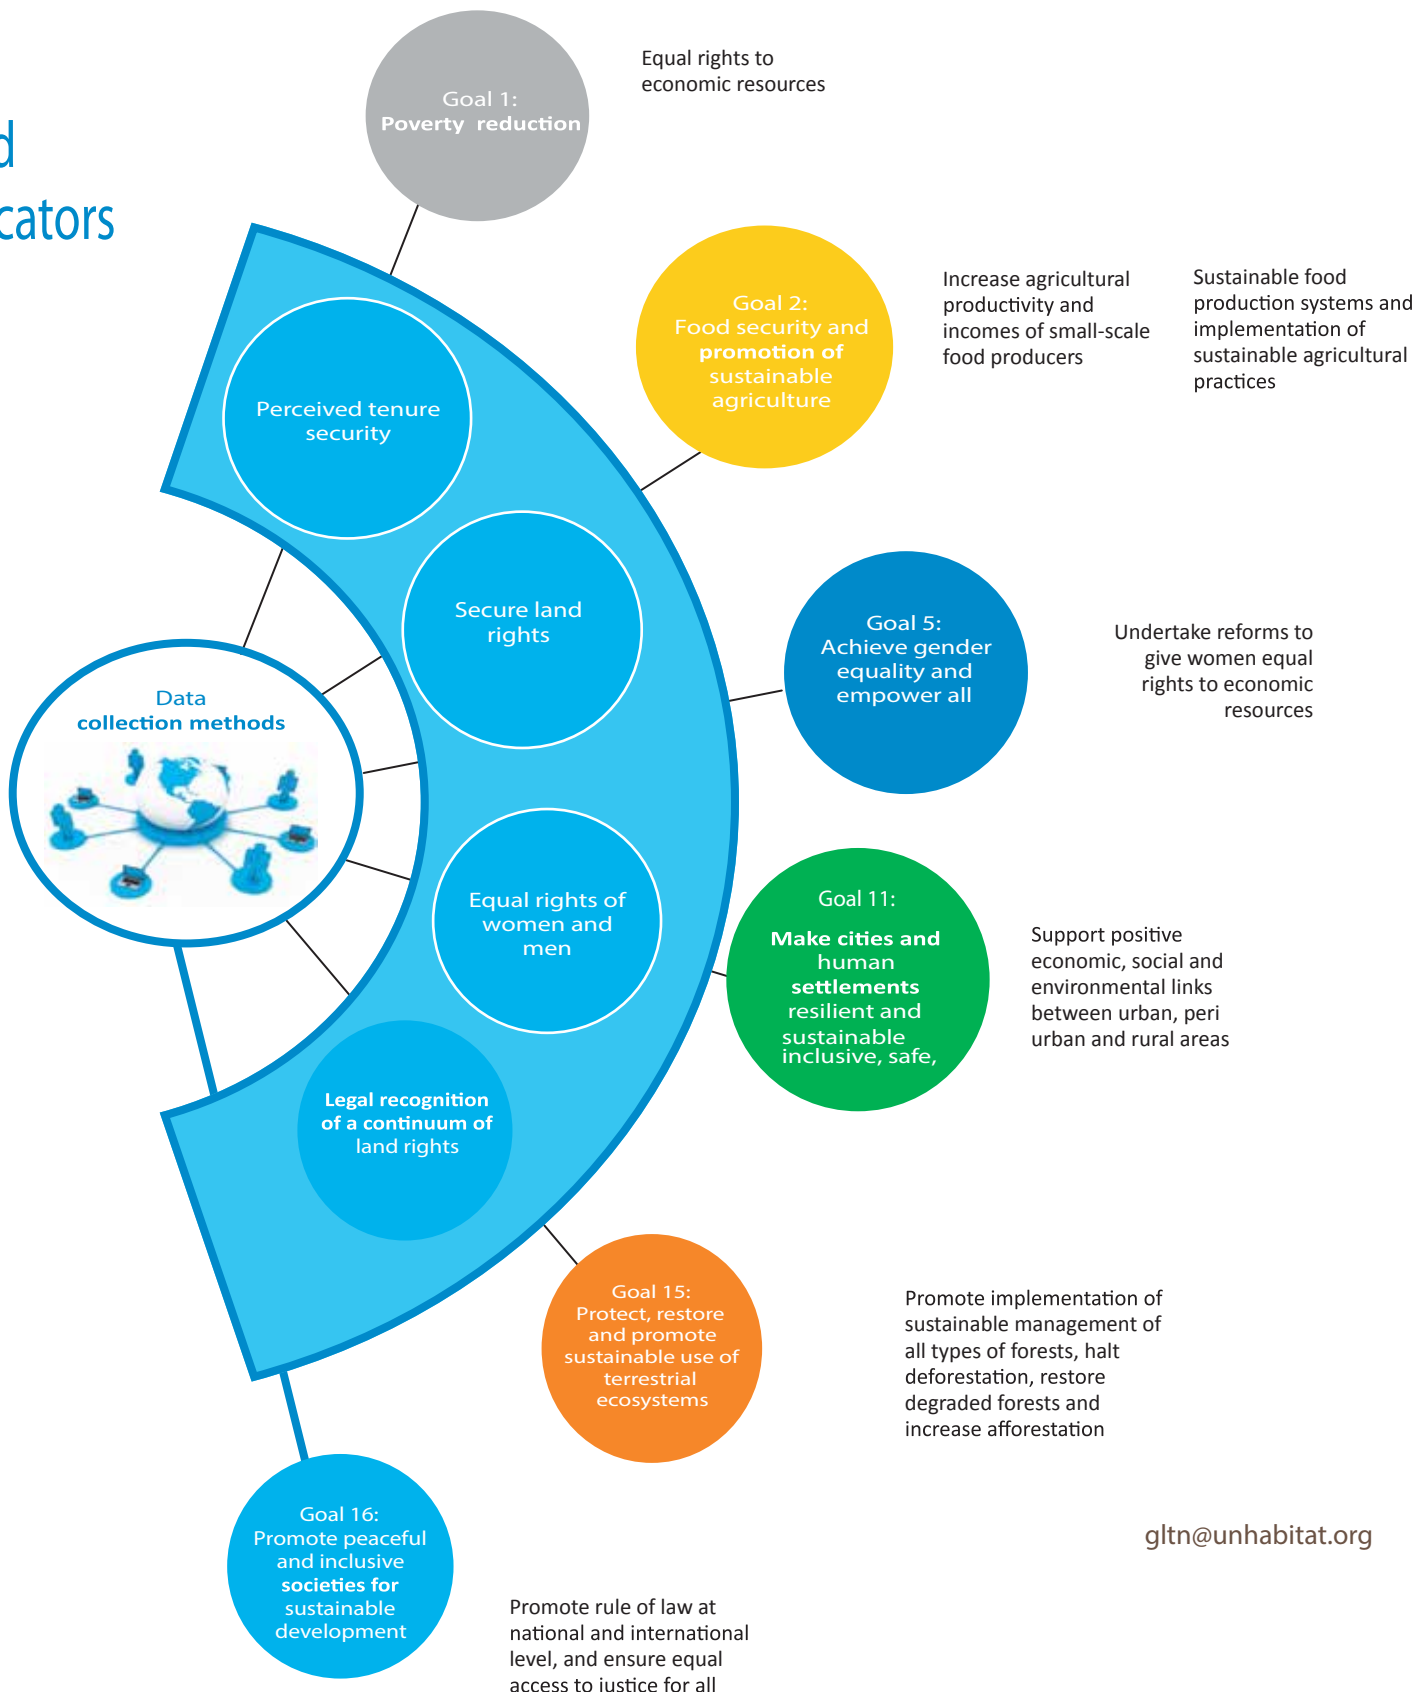 d
cators
Goal 1:
Poverty reduction
Equal rights to
economic resources
Goal 2:
Food security and
promotion of
sustainable
agriculture
Increase agricultural
productivity and
incomes of small-scale
food producers
Sustainable food
production systems and
implementation of
sustainable agricultural
practices
Perceived tenure
security
Secure land
rights
Goal 5:
Achieve gender
equality and
empower all
Undertake reforms to
give women equal
rights to economic
resources
Data
collection methods
Equal rights of
women and
men
Goal 11:
Make cities and
human
settlements
resilient and
sustainable
inclusive, safe,
Support positive
economic, social and
environmental links
between urban, peri
urban and rural areas
Legal recognition
of a continuum of
land rights
Goal 15:
Protect, restore
and promote
sustainable use of
terrestrial
ecosystems
Promote implementation of
sustainable management of
all types of forests, halt
deforestation, restore
degraded forests and
increase afforestation
Goal 16:
Promote peaceful
and inclusive
societies for
sustainable
development
gltn@unhabitat.org
Promote rule of law at
national and international
level, and ensure equal
access to justice for all